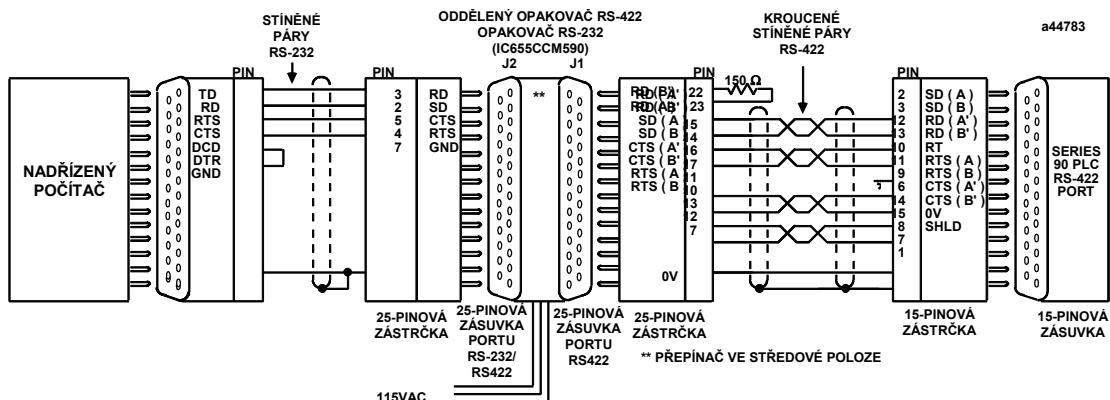 STÍNĚNÉ
PÁRY
RS-232
ODDĚLENÝ OPAKOVAČ RS-422
OPAKOVAČ RS-232
(IC655CCM590)
J2 J1
KROUCENÉ
STÍNĚNÉ PÁRY
RS-422
a44783
NADŘÍZENÝ
POČÍTAČ
PIN
TD
RD
RTS
CTS
DCD
DTR
GND
PIN
3 RD
2 SD
5 CTS
4 RTS
7 GND
**
PIN
RD ( A' 22
23
SD ( A 15
SD ( B 14
CTS ( A' 16
CTS ( B' 17
RTS ( A 11
RTS ( B 10
13
12
7
0V
150 Ω
PIN
2 SD ( A )
3 SD ( B )
12 RD ( A' )
13 RD ( B' )
10 RT
11 RTS ( A )
9 RTS ( B )
6 CTS ( A' )
14 CTS ( B' )
15 0V
8 SHLD
7
1
SERIES
90 PLC
RS-422
PORT
25-PINOVÁ
ZÁSTRČKA
25-PINOVÁ
ZÁSUVKA
PORTU
RS-232/
RS422
25-PINOVÁ
ZÁSUVKA
PORTU
RS422
25-PINOVÁ
ZÁSTRČKA
** PŘEPÍNAČ VE STŘEDOVÉ POLOZE
15-PINOVÁ
ZÁSTRČKA
15-PINOVÁ
ZÁSUVKA
115VAC